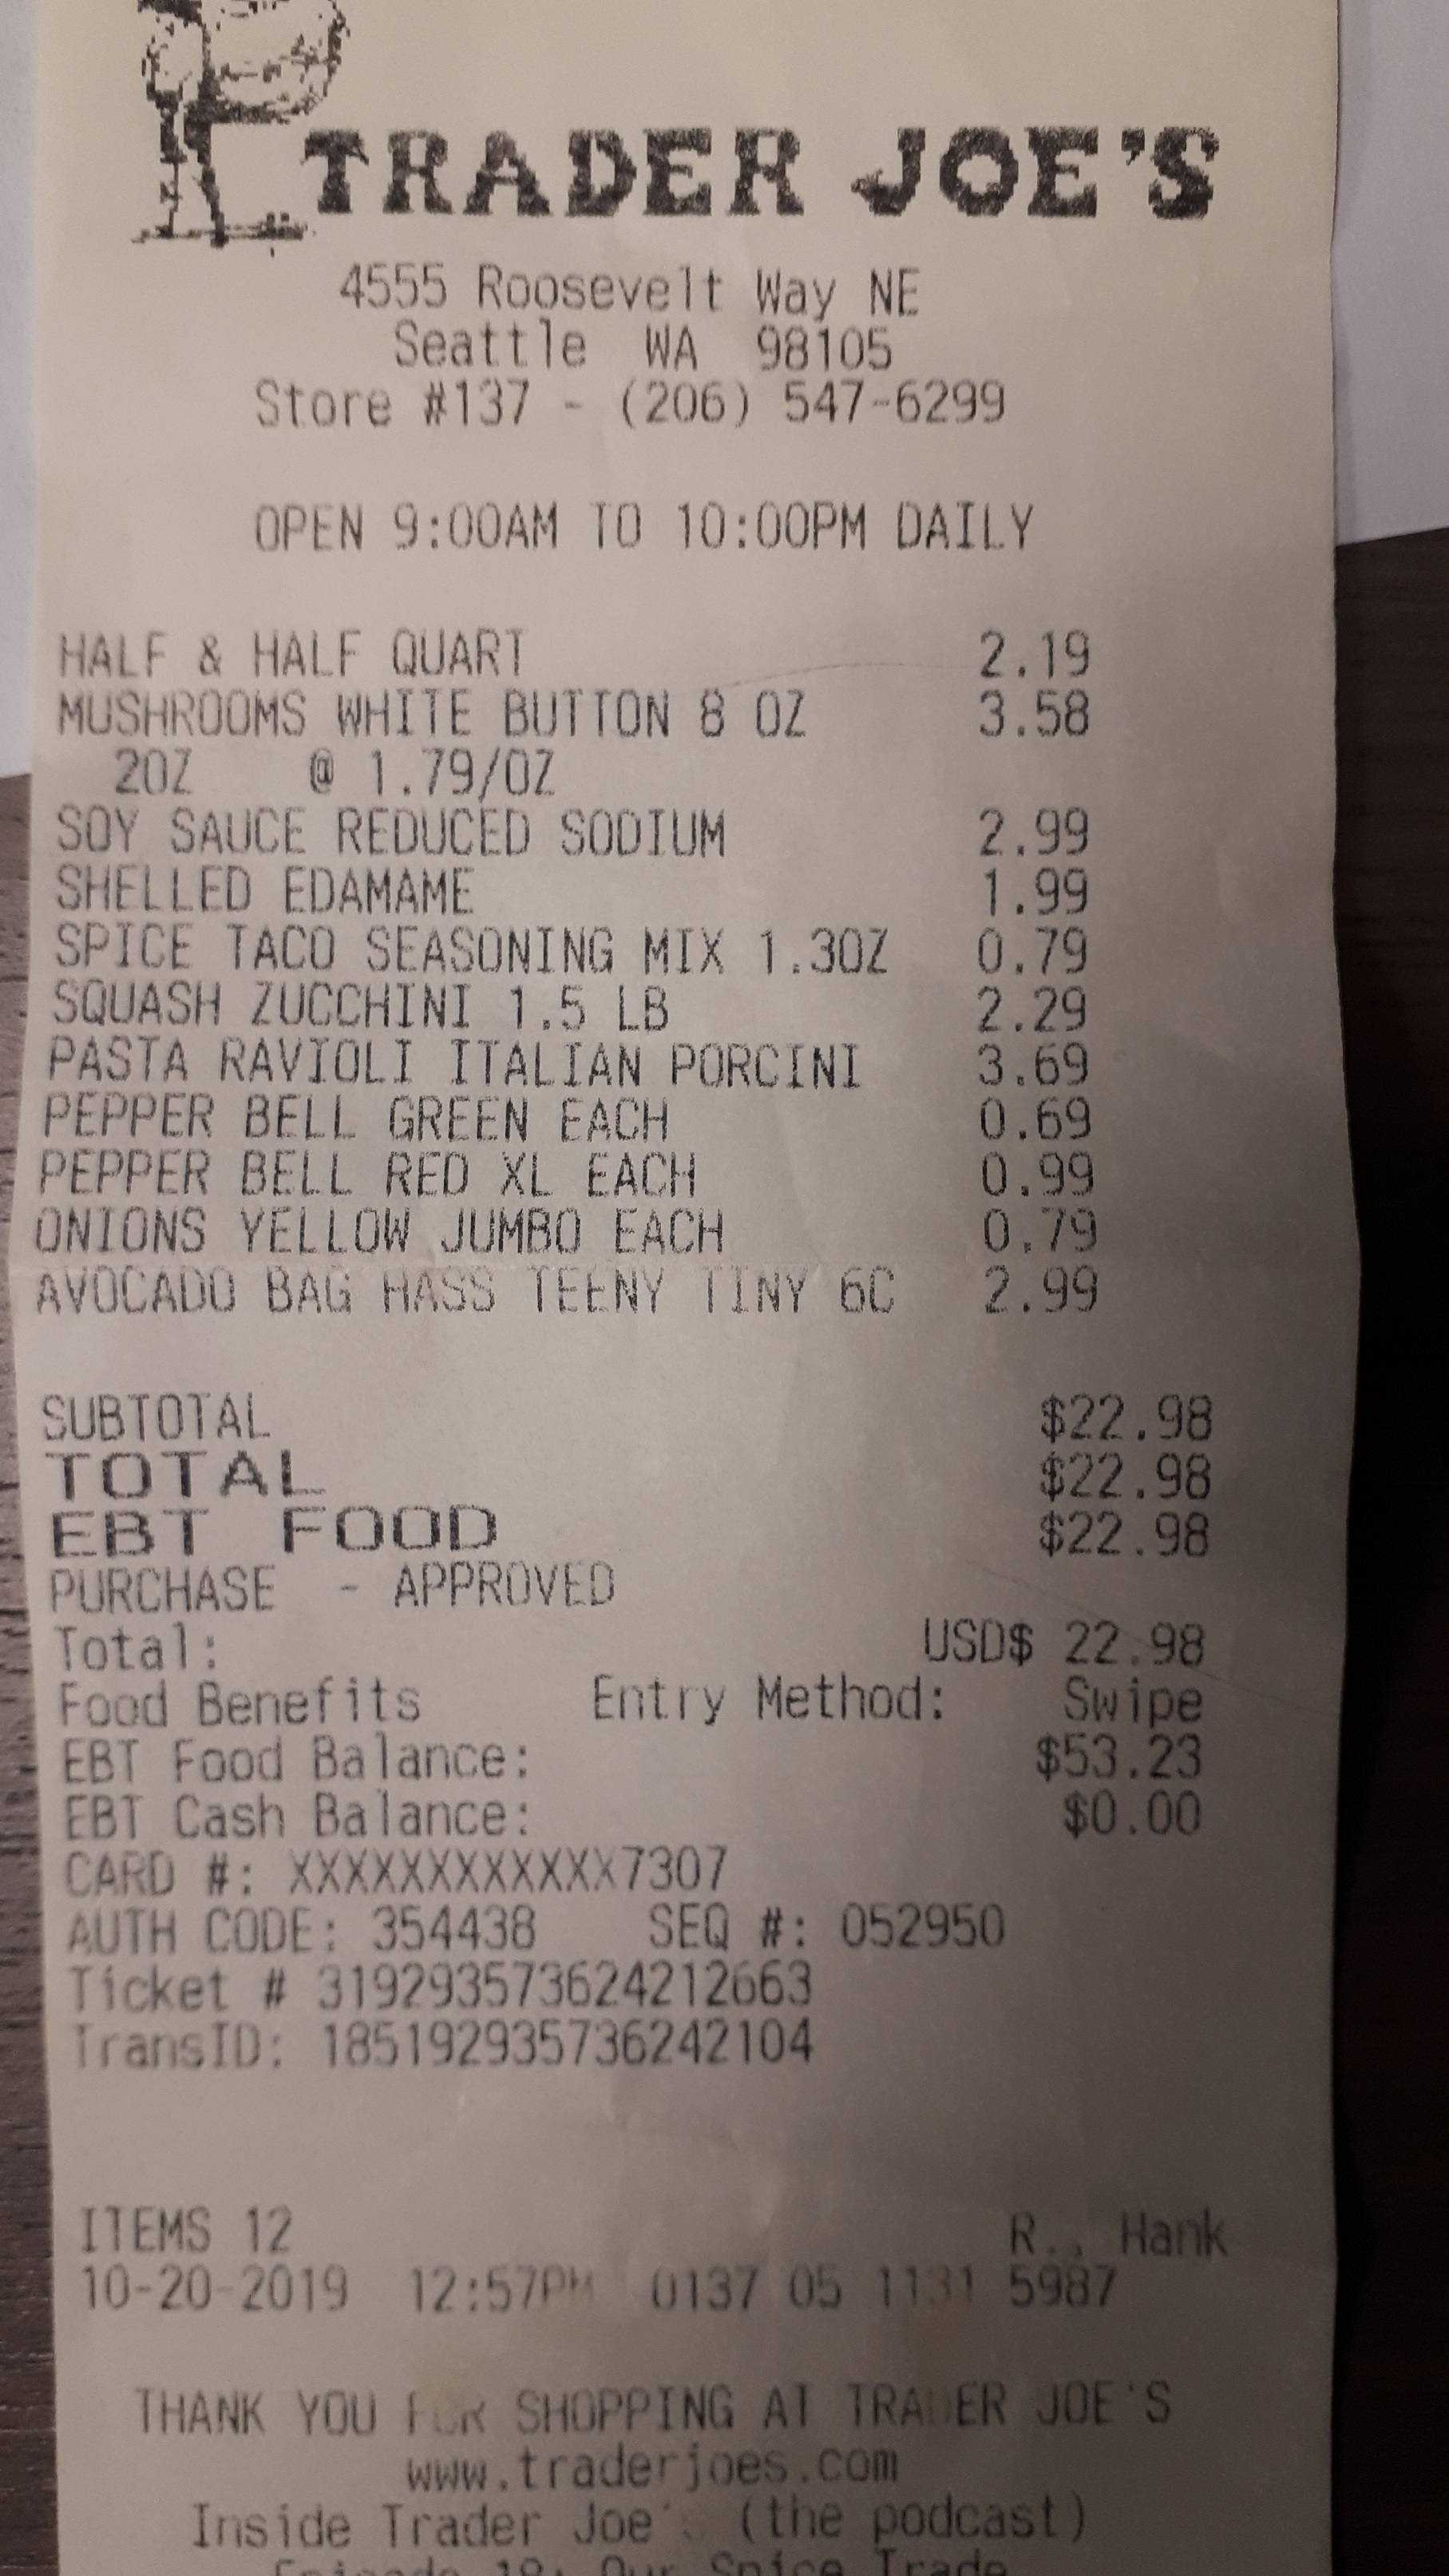 TRADER JOE'S
4555 Roosevelt Way NE
Seattle WA 98105
Store #137 - (206) 547-6299
OPEN 9:00AM TO 10:00PM DAILY
HALF & HALF QUART 2.19
MUSHROOMS WHITE BUTTON 8 OZ 3.58
2OZ @ 1.79/OZ
SOY SAUCE REDUCED SODIUM 2.99
SHELLED EDAMAME 1.99
SPICE TACO SEASONING MIX 1.3OZ 0.79
SQUASH ZUCCHINI 1.5 LB 2.29
PASTA RAVIOLI ITALIAN PORCINI 3.69
PEPPER BELL GREEN EACH 0.69
PEPPER BELL RED XL EACH 0.99
ONIONS YELLOW JUMBO EACH 0.79
AVOCADO BAG HASS TEENY TINY 6C 2.99
SUBTOTAL $22.98
TOTAL $22.98
EBT FOOD $22.98
PURCHASE - APPROVED
Total: USD$ 22.98
Food Benefits Entry Method: Swipe
EBT Food Balance: $53.23
EBT Cash Balance: $0.00
CARD #: XXXXXXXXXXXX7307
AUTH CODE: 354438 SEQ #: 052950
Ticket # 319293573624212663
TransID: 185192935736242104
ITEMS 12 R., Hank
10-20-2019 12:57PM 0137 05 1131 5987
THANK YOU FOR SHOPPING AT TRADER JOE'S
www.traderjoes.com
Inside Trader Joe's (the podcast)
Episode 18: Our Spice Trade